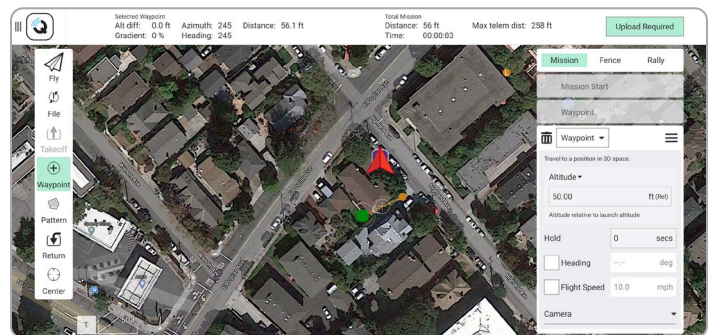 Selected Waypoint
Alt diff: 0.0 ft Azimuth: 245 Distance: 56.1 ft
Gradient: 0 % Heading: 245
Total Mission
Distance: 56 ft Max telem dist: 258 ft
Time: 00:00:03
Upload Required
Fly
File
Takeoff
Waypoint
Pattern
Return
Center
Mission Fence Rally
Mission Start
Waypoint
Waypoint
Travel to a position in 3D space.
Altitude
50.00 ft (Rel)
Altitude relative to launch altitude
Hold 0 secs
Heading --.-- deg
Flight Speed 10.0 mph
Camera
T